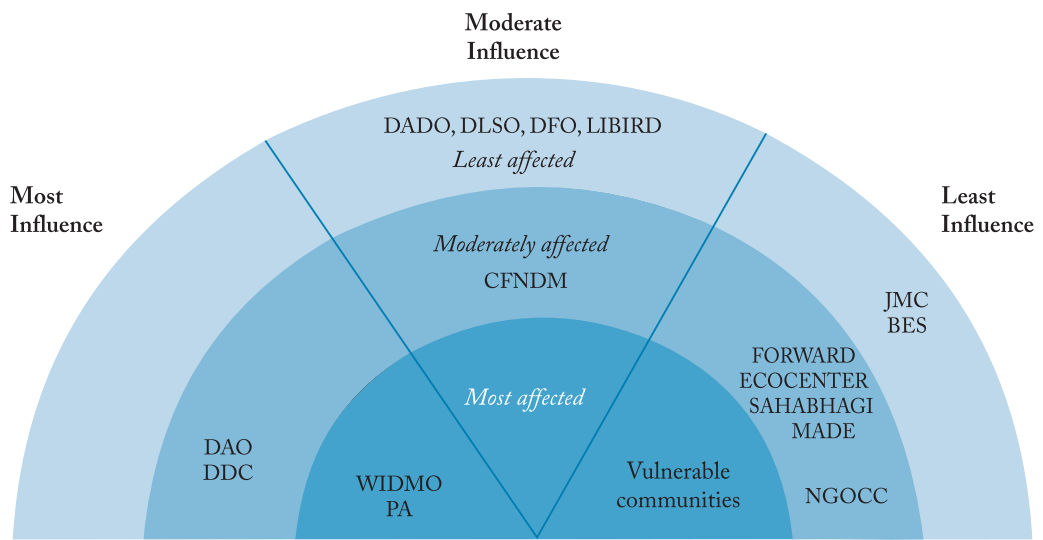 Moderate
Influence
DADO, DLSO, DFO, LIBIRD
Least affected
Most
Influence
Least
Influence
Moderately affected
CFNDM
JMC
BES
FORWARD
ECOCENTER
SAHABHAGI
MADE
Most affected
DAO
DDC
WIDMO
PA
Vulnerable
communities
NGOCC